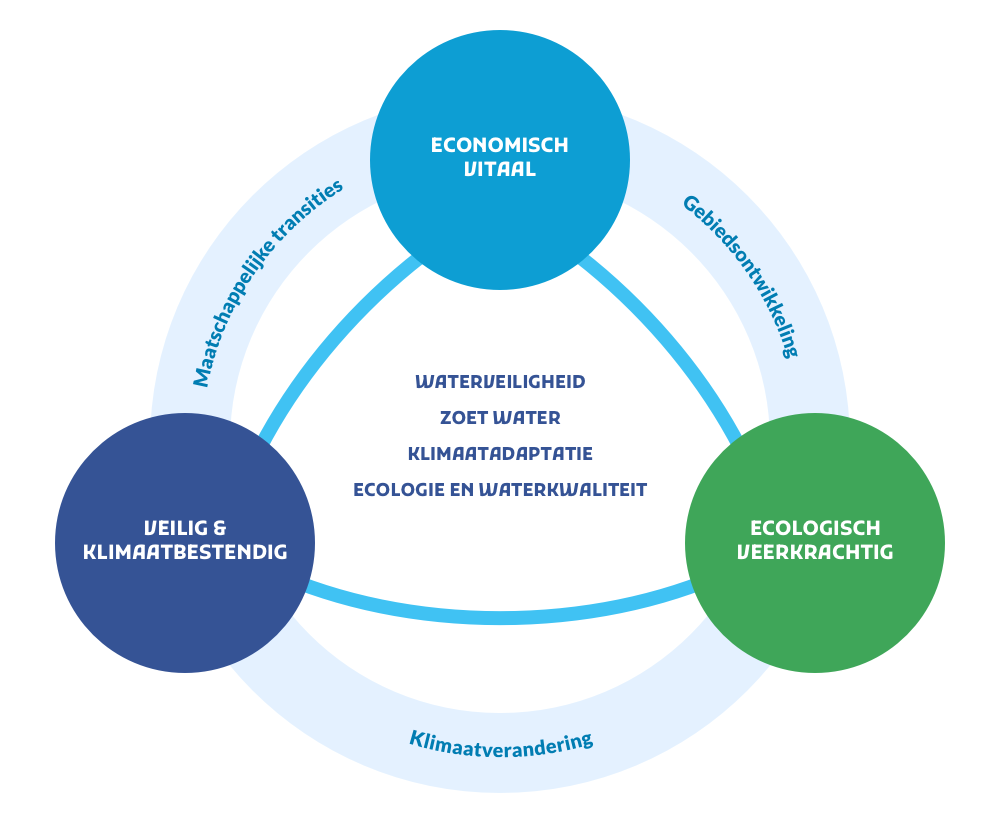 ECONOMISCH
VITAAL
Maatschappelijke transities
Gebiedsontwikkeling
WATERVEILIGHEID
ZOET WATER
KLIMAATADAPTATIE
ECOLOGIE EN WATERKWALITEIT
VEILIG &
KLIMAATBESTENDIG
ECOLOGISCH
VEERKRACHTIG
Klimaatverandering